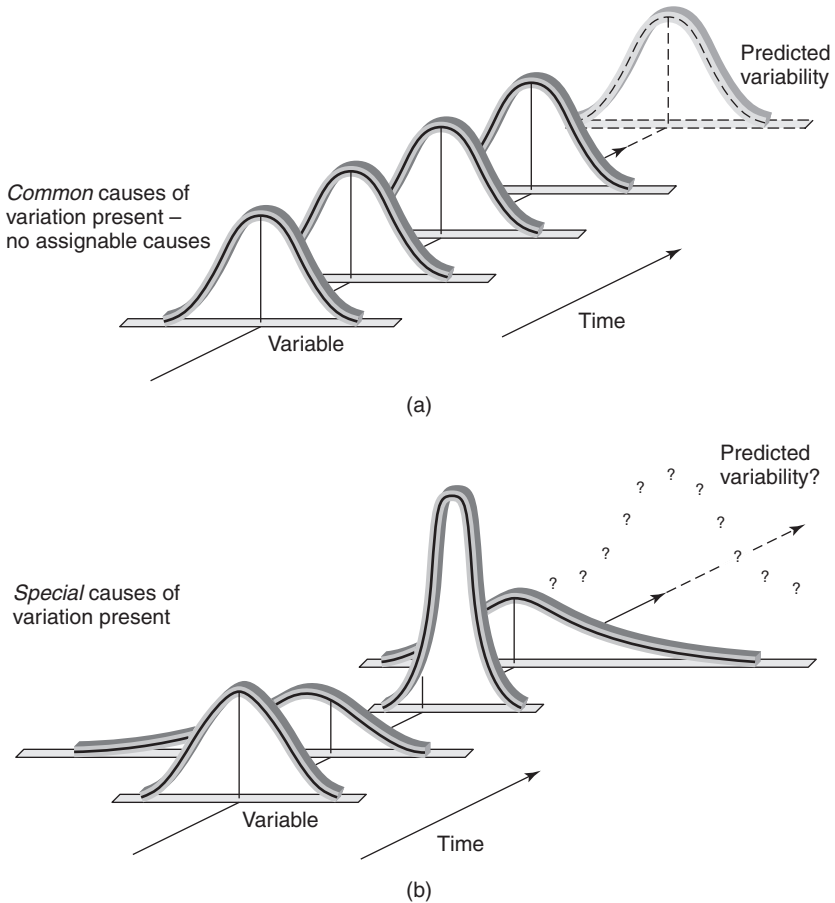 Predicted
variability
Common causes of
variation present –
no assignable causes
Variable
Time
(a)
Predicted
variability?
? ? ? ? ? ? ? ? ? ? ?
Special causes of
variation present
Variable
Time
(b)